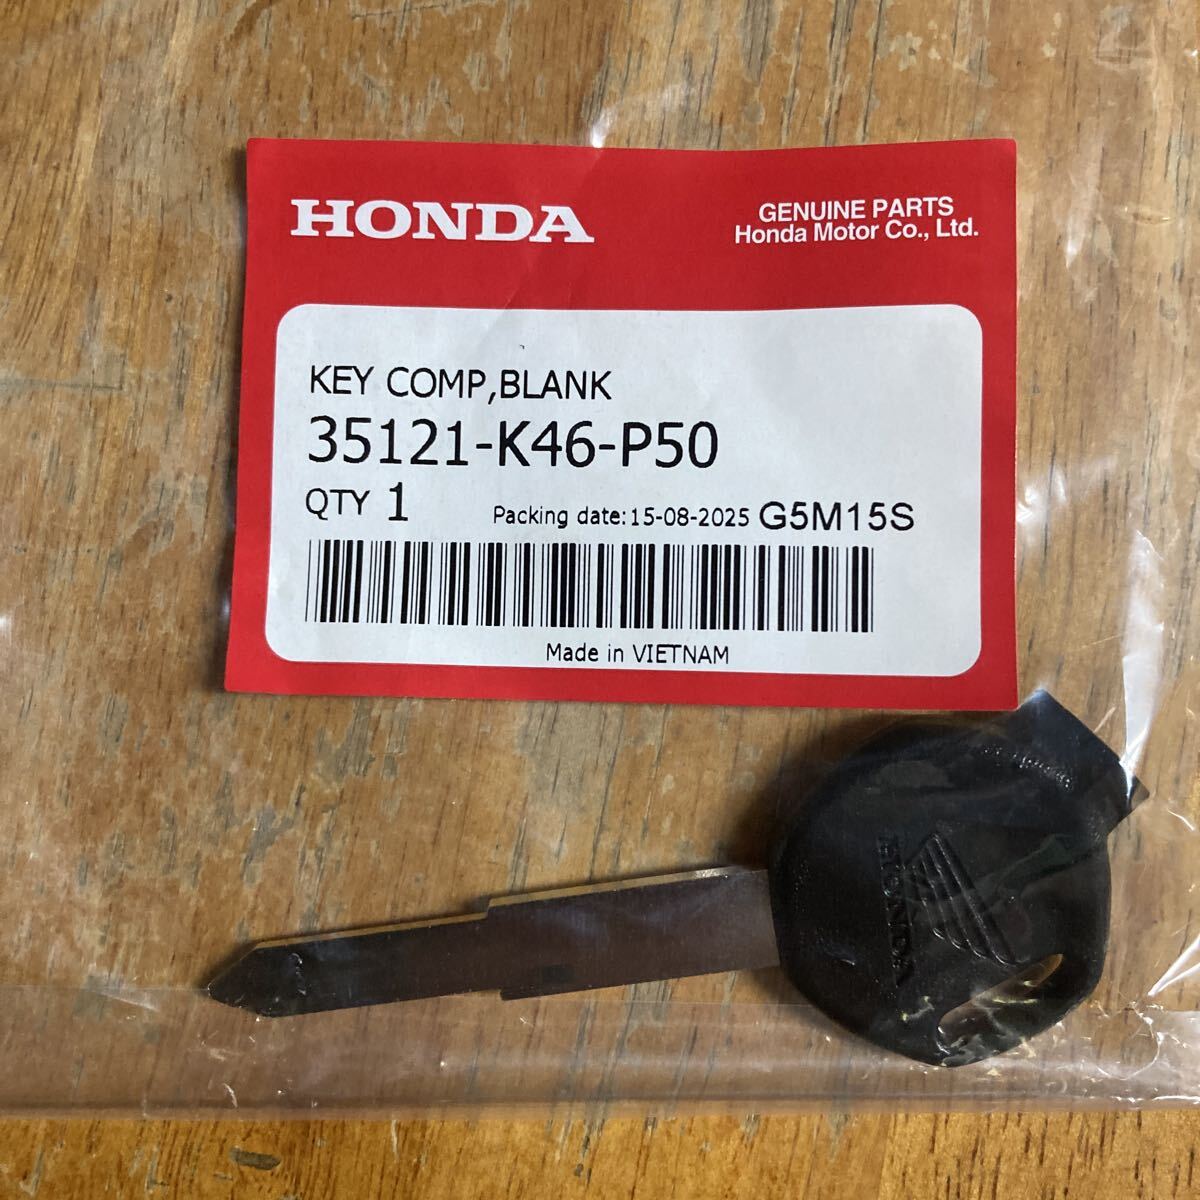 HONDA
GENUINE PARTS
Honda Motor Co., Ltd.
KEY COMP,BLANK
35121-K46-P50
QTY 1
Packing date:15-08-2025 G5M15S
Made in VIETNAM
HONDA